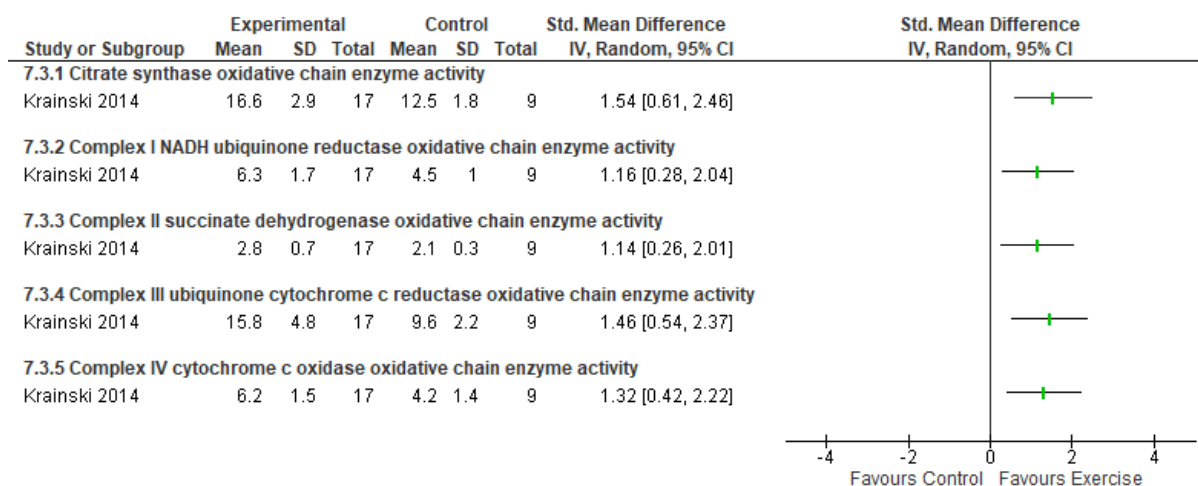 Experimental Control Std. Mean Difference Std. Mean Difference
Study or Subgroup Mean SD Total Mean SD Total IV, Random, 95% CI IV, Random, 95% CI
7.3.1 Citrate synthase oxidative chain enzyme activity
Krainski 2014 16.6 2.9 17 12.5 1.8 9 1.54 [0.61, 2.46]
7.3.2 Complex I NADH ubiquinone reductase oxidative chain enzyme activity
Krainski 2014 6.3 1.7 17 4.5 1 9 1.16 [0.28, 2.04]
7.3.3 Complex II succinate dehydrogenase oxidative chain enzyme activity
Krainski 2014 2.8 0.7 17 2.1 0.3 9 1.14 [0.26, 2.01]
7.3.4 Complex III ubiquinone cytochrome c reductase oxidative chain enzyme activity
Krainski 2014 15.8 4.8 17 9.6 2.2 9 1.46 [0.54, 2.37]
7.3.5 Complex IV cytochrome c oxidase oxidative chain enzyme activity
Krainski 2014 6.2 1.5 17 4.2 1.4 9 1.32 [0.42, 2.22]
-4 -2 0 2 4
Favours Control Favours Exercise